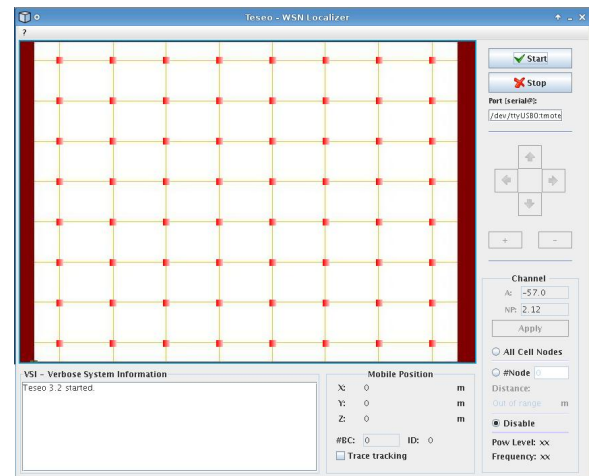 Teseo - WSN Localizer
?
Start
Stop
Port (serial@):
/dev/ttyUSB0:tmote
+ -
Channel
A: -57.0
NP: 2.12
Apply
All Cell Nodes
#Node 0
Distance:
Out of range m
Disable
Pow Level: xx
Frequency: xx
VSI - Verbose System Information
Teseo 3.2 started.
Mobile Position
X: 0 m
Y: 0 m
Z: 0 m
#BC: 0 ID: 0
Trace tracking